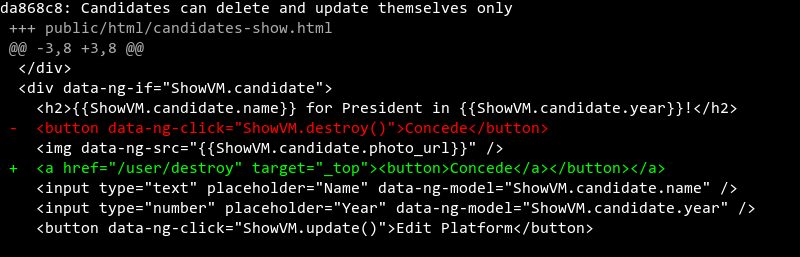 da868c8: Candidates can delete and update themselves only
+++ public/html/candidates-show.html
@@ -3,8 +3,8 @@
</div>
<div data-ng-if="ShowVM.candidate">
<h2>{{ShowVM.candidate.name}} for President in {{ShowVM.candidate.year}}!</h2>
- <button data-ng-click="ShowVM.destroy()">Concede</button>
<img data-ng-src="{{ShowVM.candidate.photo_url}}" />
+ <a href="/user/destroy" target="_top"><button>Concede</a></button></a>
<input type="text" placeholder="Name" data-ng-model="ShowVM.candidate.name" />
<input type="number" placeholder="Year" data-ng-model="ShowVM.candidate.year" />
<button data-ng-click="ShowVM.update()">Edit Platform</button>